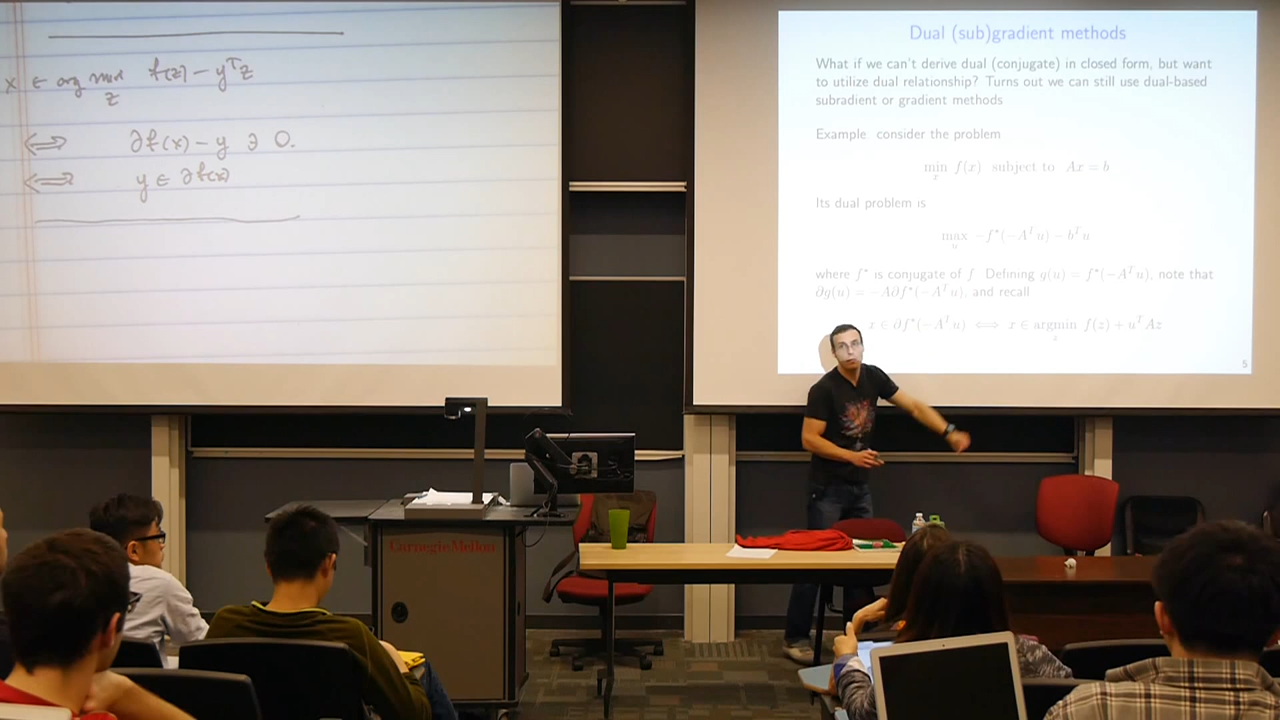 x ∈ arg min f(z) - yᵀz
z
⟺ ∂f(x) - y ∋ 0.
⟺ y ∈ ∂f(x)
Dual (sub)gradient methods
What if we can't derive dual (conjugate) in closed form, but want
to utilize dual relationship? Turns out we can still use dual-based
subradient or gradient methods
Example consider the problem
min f(x) subject to Ax = b
x
Its dual problem is
max -f*(-Aᵀu) - bᵀu
u
where f* is conjugate of f. Defining g(u) = f*(-Aᵀu), note that
∂g(u) = -A∂f*(-Aᵀu), and recall
x ∈ ∂f*(-Aᵀu) ⟺ x ∈ argmin f(z) + uᵀAz
z
5
Carnegie Mellon